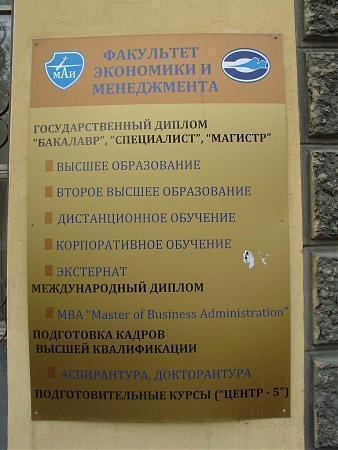 МАИ
ФАКУЛЬТЕТ
ЭКОНОМИКИ И
МЕНЕДЖМЕНТА
ГОСУДАРСТВЕННЫЙ ДИПЛОМ
"БАКАЛАВР", "СПЕЦИАЛИСТ", "МАГИСТР"
ВЫСШЕЕ ОБРАЗОВАНИЕ
ВТОРОЕ ВЫСШЕЕ ОБРАЗОВАНИЕ
ДИСТАНЦИОННОЕ ОБУЧЕНИЕ
КОРПОРАТИВНОЕ ОБУЧЕНИЕ
ЭКСТЕРНАТ
МЕЖДУНАРОДНЫЙ ДИПЛОМ
МВА "Master of Business Administration"
ПОДГОТОВКА КАДРОВ
ВЫСШЕЙ КВАЛИФИКАЦИИ
АСПИРАНТУРА, ДОКТОРАНТУРА
ПОДГОТОВИТЕЛЬНЫЕ КУРСЫ ("ЦЕНТР - 5")